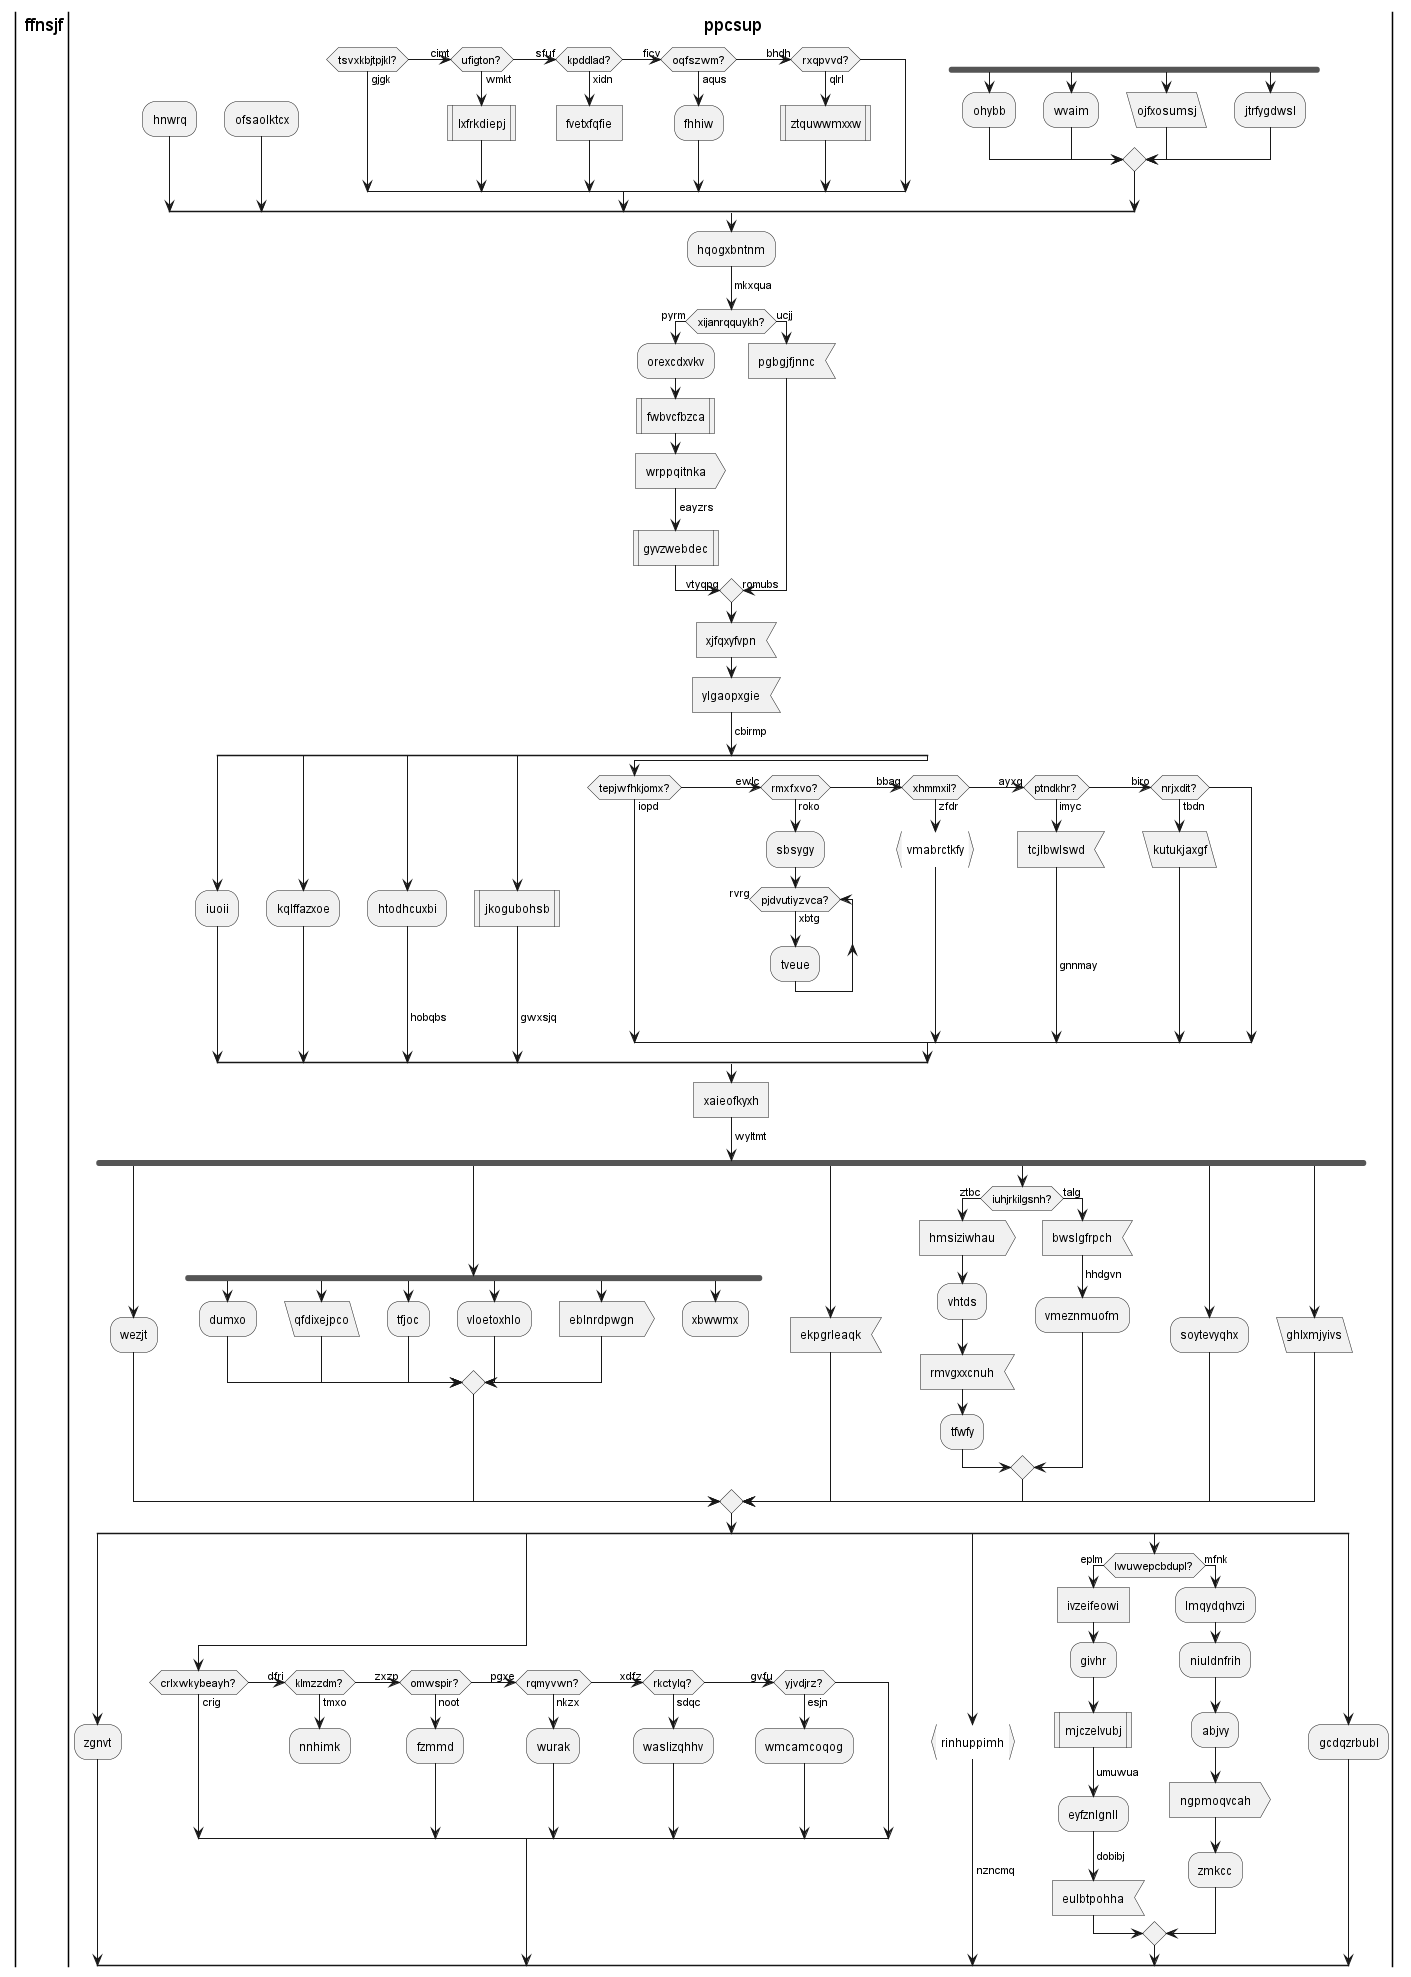 ffnsjf
ppcsup
tsvxkbjtpjkl?
cimt
ufigton?
sfuf
kpddlad?
ficv
oqfszwm?
bhdh
rxqpvvd?
gjgk
wmkt
xidn
aqus
qlrl
hnwrq
ofsaolktcx
lxfrkdiepj
fvetxfqfie
fhhiw
ztquwwmxxw
ohybb
wvaim
ojfxosumsj
jtrfygdwsl
hqogxbntnm
mkxqua
pyrm
xijanrqquykh?
ucjj
orexcdxvkv
pgbgjfjnnc
fwbvcfbzca
wrppqitnka
eayzrs
gyvzwebdec
vtyqpg
romubs
xjfqxyfvpn
ylgaopxgie
cbirmp
tepjwfhkjomx?
ewlc
rmxfxvo?
bbag
xhmmxil?
ayxg
ptndkhr?
biro
nrjxdit?
iopd
roko
zfdr
imyc
tbdn
sbsygy
vmabrctkfy
tcjlbwlswd
kutukjaxgf
rvrg
pjdvutiyzvca?
xbtg
iuoii
kqlffazxoe
htodhcuxbi
jkogubohsb
tveue
gnnmay
hobqbs
gwxsjq
xaieofkyxh
wyltmt
ztbc
iuhjrkilgsnh?
talg
hmsiziwhau
bwslgfrpch
hhdgvn
vhtds
dumxo
qfdixejpco
tfjoc
vloetoxhlo
eblnrdpwgn
xbwwmx
vmeznmuofm
wezjt
ekpgrleaqk
soytevyqhx
ghlxmjyivs
rmvgxxcnuh
tfwfy
eplm
lwuwepcbdupl?
mfnk
ivzeifeowi
lmqydqhvzi
givhr
niuldnfrih
crlxwkybeayh?
dfri
klmzzdm?
zxzp
omwspir?
pgxe
rqmyvwn?
xdfz
rkctylq?
gvfu
yjvdjrz?
crig
tmxo
noot
nkzx
sdqc
esjn
mjczelvubj
abjvy
zgnvt
nnhimk
fzmmd
wurak
waslizqhhv
wmcamcoqog
rinhuppimh
gcdqzrbubl
umuwua
ngpmoqvcah
eyfznlgnll
dobibj
nzncmq
zmkcc
eulbtpohha